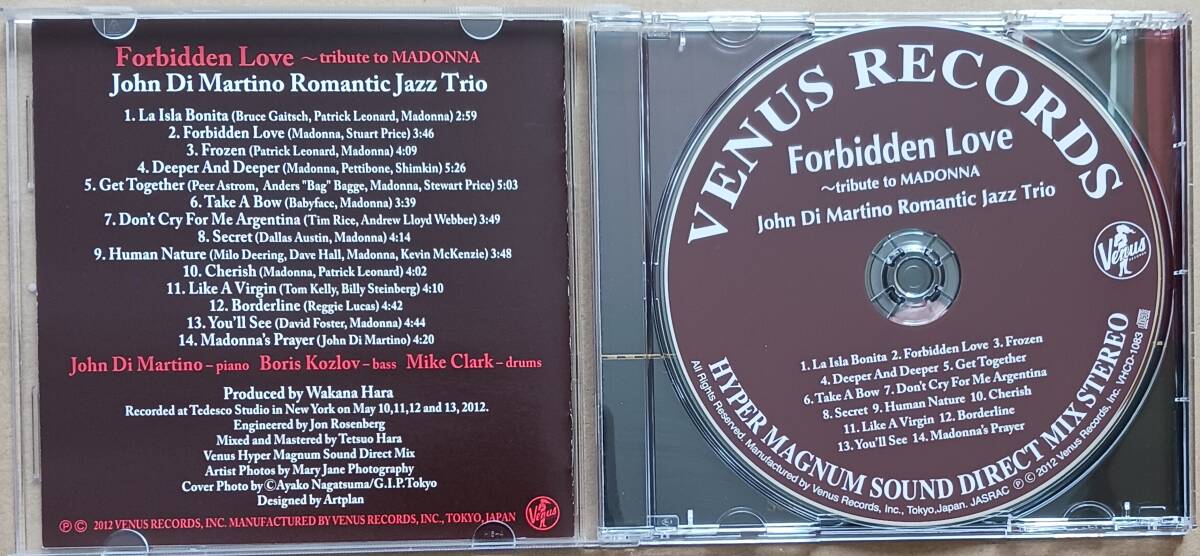 Forbidden Love ~tribute to MADONNA
John Di Martino Romantic Jazz Trio
1. La Isla Bonita (Bruce Gaitsch, Patrick Leonard, Madonna) 2:59
2. Forbidden Love (Madonna, Stuart Price) 3:46
3. Frozen (Patrick Leonard, Madonna) 4:09
4. Deeper And Deeper (Madonna, Pettibone, Shimkin) 5:26
5. Get Together (Peer Astrom, Anders "Bag" Bagge, Madonna, Stewart Price) 5:03
6. Take A Bow (Babyface, Madonna) 3:39
7. Don't Cry For Me Argentina (Tim Rice, Andrew Lloyd Webber) 3:49
8. Secret (Dallas Austin, Madonna) 4:14
9. Human Nature (Milo Deering, Dave Hall, Madonna, Kevin McKenzie) 3:48
10. Cherish (Madonna, Patrick Leonard) 4:02
11. Like A Virgin (Tom Kelly, Billy Steinberg) 4:10
12. Borderline (Reggie Lucas) 4:42
13. You'll See (David Foster, Madonna) 4:44
14. Madonna's Prayer (John Di Martino) 4:20
John Di Martino – piano Boris Kozlov – bass Mike Clark – drums
Produced by Wakana Hara
Recorded at Tedesco Studio in New York on May 10,11,12 and 13, 2012.
Engineered by Jon Rosenberg
Mixed and Mastered by Tetsuo Hara
Venus Hyper Magnum Sound Direct Mix
Artist Photos by Mary Jane Photography
Cover Photo by ©Ayako Nagatsuma/G.I.P.Tokyo
Designed by Artplan
℗ © 2012 VENUS RECORDS, INC. MANUFACTURED BY VENUS RECORDS, INC., TOKYO, JAPAN
Venus
VENUS RECORDS
Forbidden Love
~tribute to MADONNA
John Di Martino Romantic Jazz Trio
Venus
RECORDS
1. La Isla Bonita 2. Forbidden Love 3. Frozen
4. Deeper And Deeper 5. Get Together
6. Take A Bow 7. Don't Cry For Me Argentina
8. Secret 9. Human Nature 10. Cherish
11. Like A Virgin 12. Borderline
13. You'll See 14. Madonna's Prayer
All Rights Reserved. Manufactured by Venus Records, Inc., Tokyo, Japan. JASRAC ℗ © 2012 Venus Records, Inc. VHCD-1083
HYPER MAGNUM SOUND DIRECT MIX STEREO